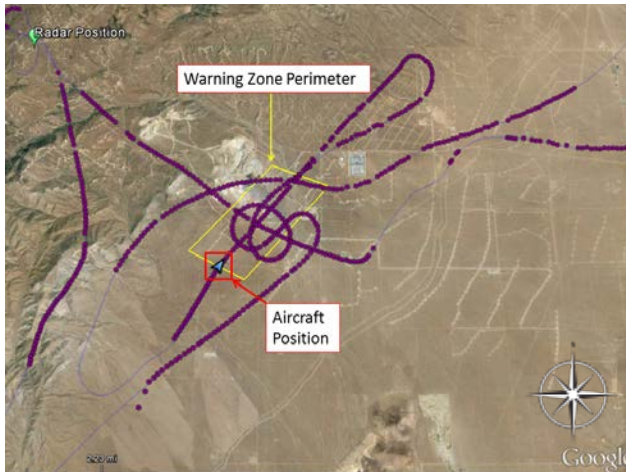 Radar Position
Warning Zone Perimeter
Aircraft
Position
Google